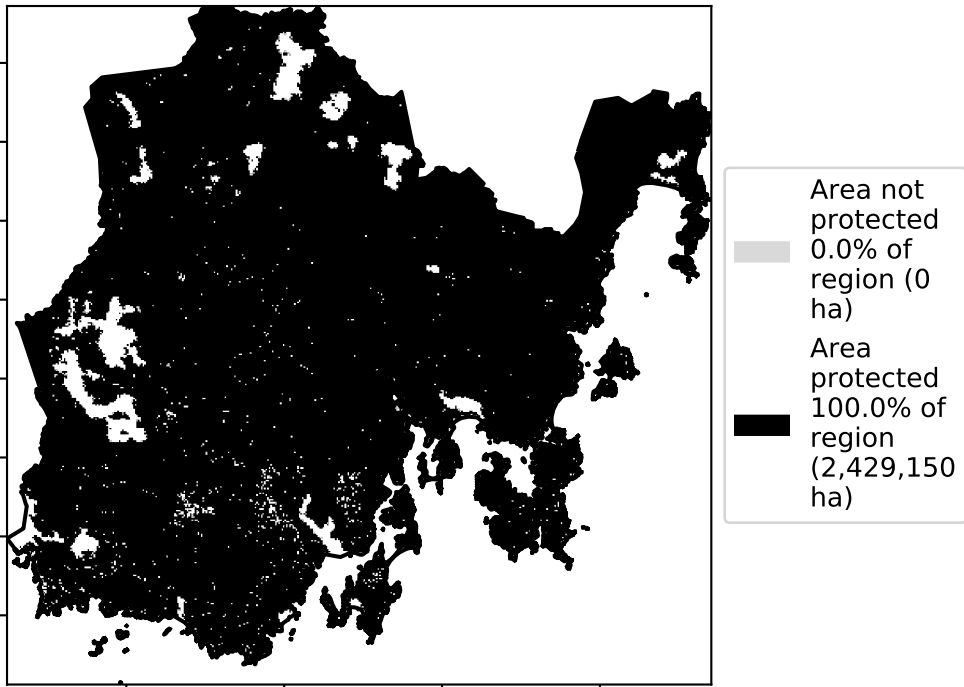 Area not
protected
0.0% of
region (0
ha)
Area
protected
100.0% of
region
(2,429,150
ha)